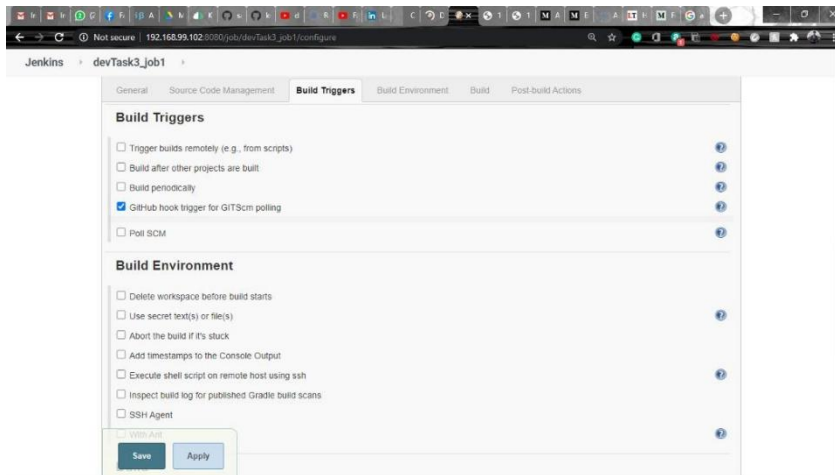 Not secure | 192.168.99.102:8080/job/devTask3_job1/configure
Jenkins devTask3_job1
General Source Code Management Build Triggers Build Environment Build Post-build Actions
Build Triggers
Trigger builds remotely (e.g., from scripts)
Build after other projects are built
Build periodically
GitHub hook trigger for GITScm polling
Poll SCM
Build Environment
Delete workspace before build starts
Use secret text(s) or file(s)
Abort the build if it's stuck
Add timestamps to the Console Output
Execute shell script on remote host using ssh
Inspect build log for published Gradle build scans
SSH Agent
With Ant
Save Apply